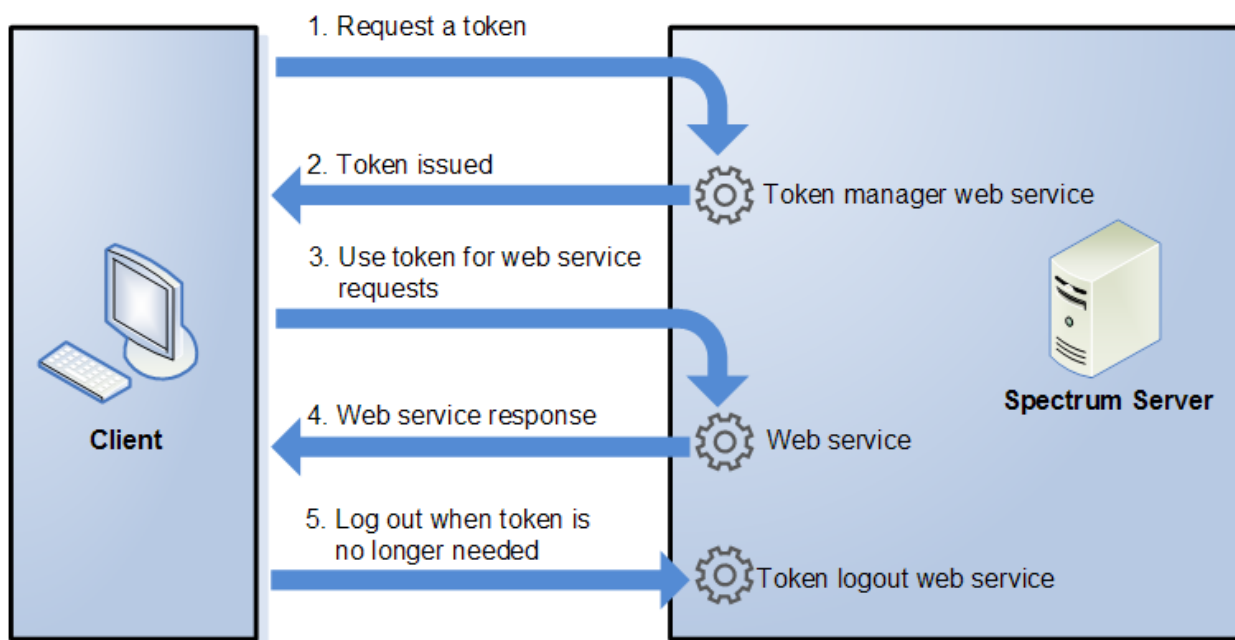 1. Request a token
2. Token issued
Token manager web service
3. Use token for web service
requests
Client
Spectrum Server
4. Web service response
Web service
5. Log out when token is
no longer needed
Token logout web service